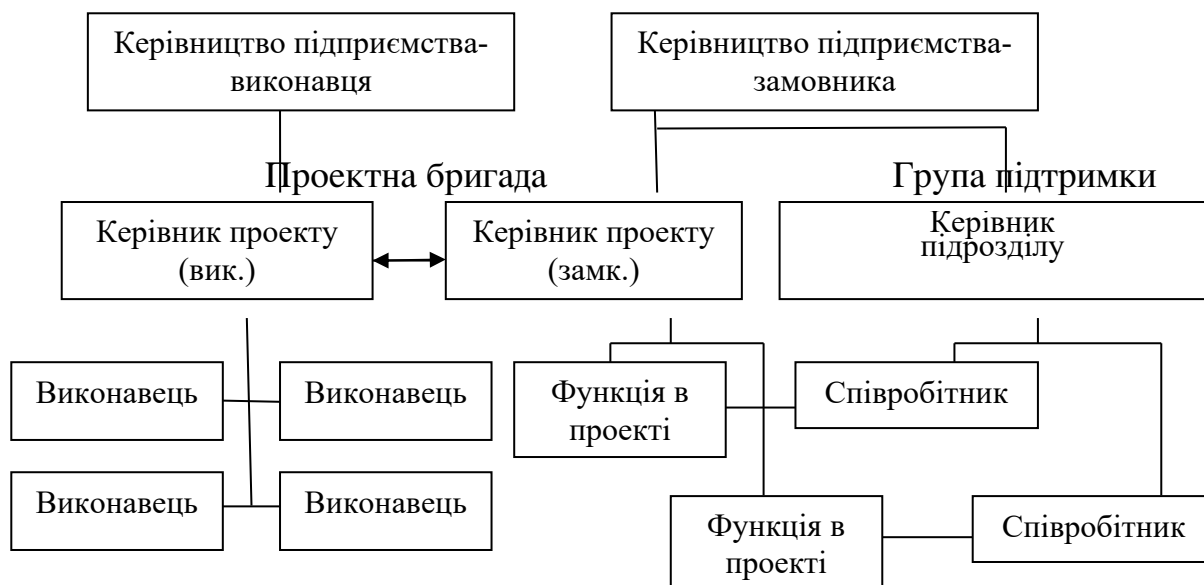 Керівництво підприємства-
виконавця
Керівництво підприємства-
замовника
Проектна бригада
Група підтримки
Керівник проекту
(вик.)
Керівник проекту
(замк.)
Керівник
підрозділу
Виконавець
Виконавець
Функція в
проекті
Співробітник
Виконавець
Виконавець
Функція в
проекті
Співробітник